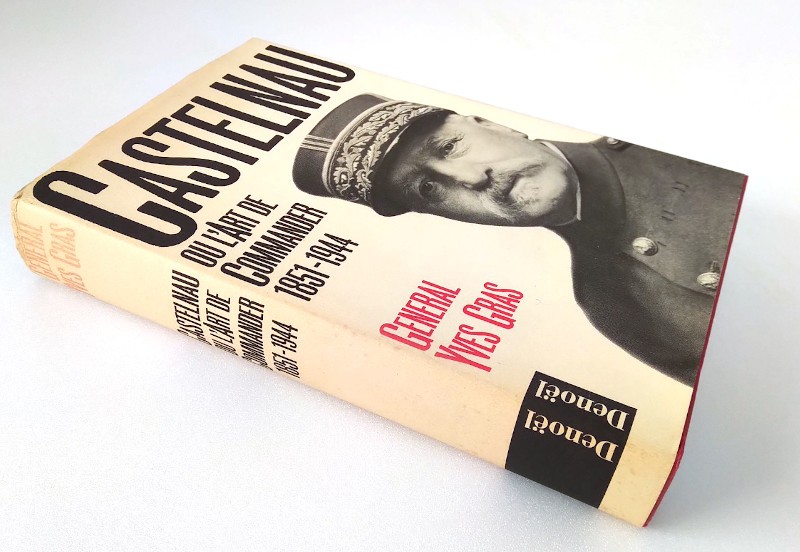 CASTELNAU
OU L'ART DE
COMMANDER
1851-1944
GENERAL
YVES GRAS
Denoël
GENERAL
YVES GRAS
CASTELNAU
OU L'ART DE
COMMANDER
1851-1944
Denoël